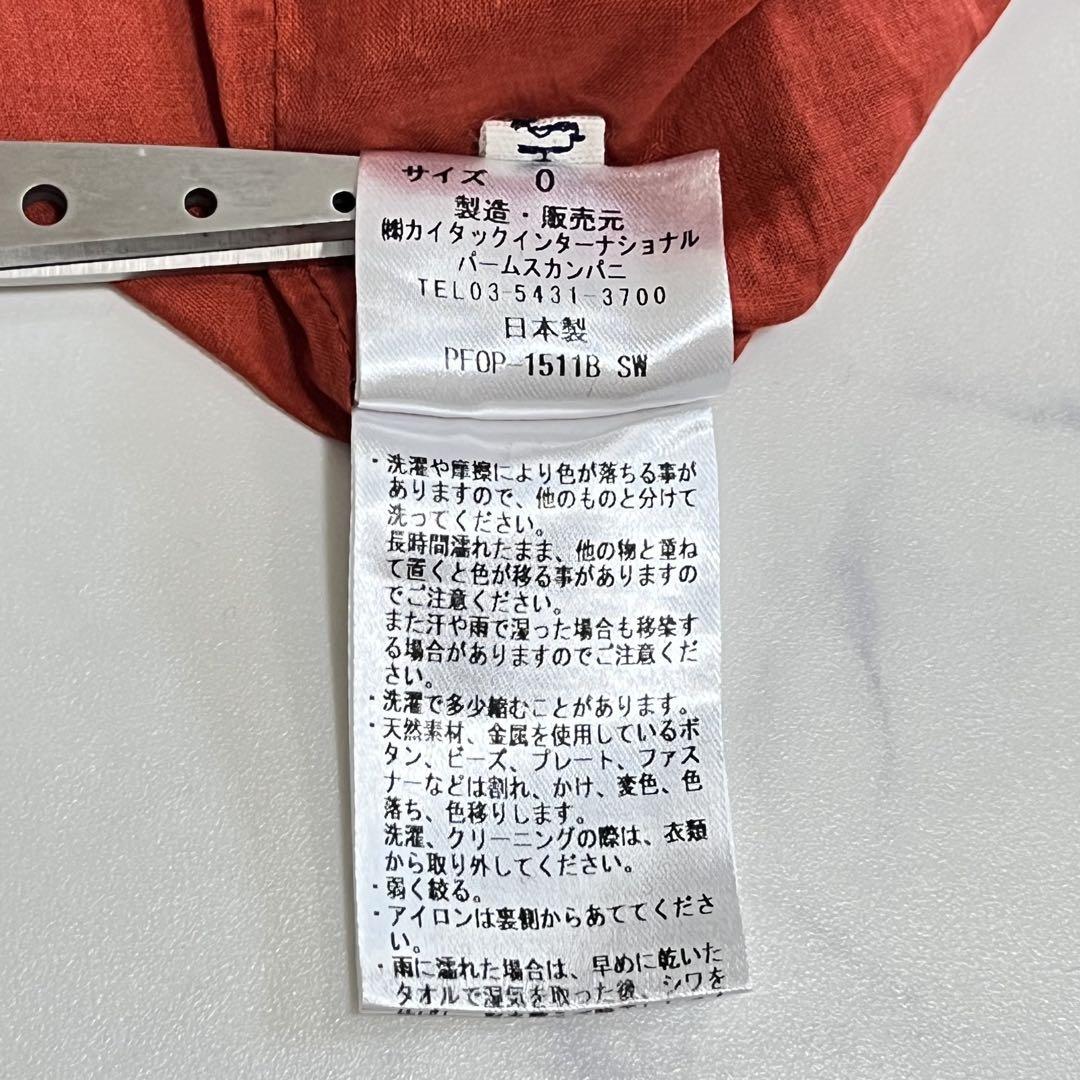 サイズ 0
製造・販売元
㈱カイタックインターナショナル
パームスカンパニ
TEL03-5431-3700
日本製
PFOP-1511B SW
・洗濯や摩擦により色が落ちる事が
ありますので、他のものと分けて
洗ってください。
長時間濡れたまま、他の物と重ね
て置くと色が移る事がありますの
でご注意ください。
また汗や雨で湿った場合も移染す
る場合がありますのでご注意くだ
さい。
・洗濯で多少縮むことがあります。
・天然素材、金属を使用しているボ
タン、ビーズ、プレート、ファス
ナーなどは割れ、かけ、変色、色
落ち、色移りします。
洗濯、クリーニングの際は、衣類
から取り外してください。
・弱く絞る。
・アイロンは裏側からあててくださ
い。
・雨に濡れた場合は、早めに乾いた
タオルで湿気を取った後、シワを